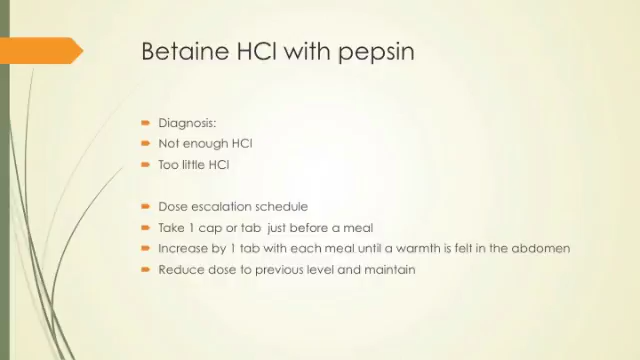 Betaine HCl with pepsin
Diagnosis:
Not enough HCl
Too little HCl
Dose escalation schedule
Take 1 cap or tab just before a meal
Increase by 1 tab with each meal until a warmth is felt in the abdomen
Reduce dose to previous level and maintain